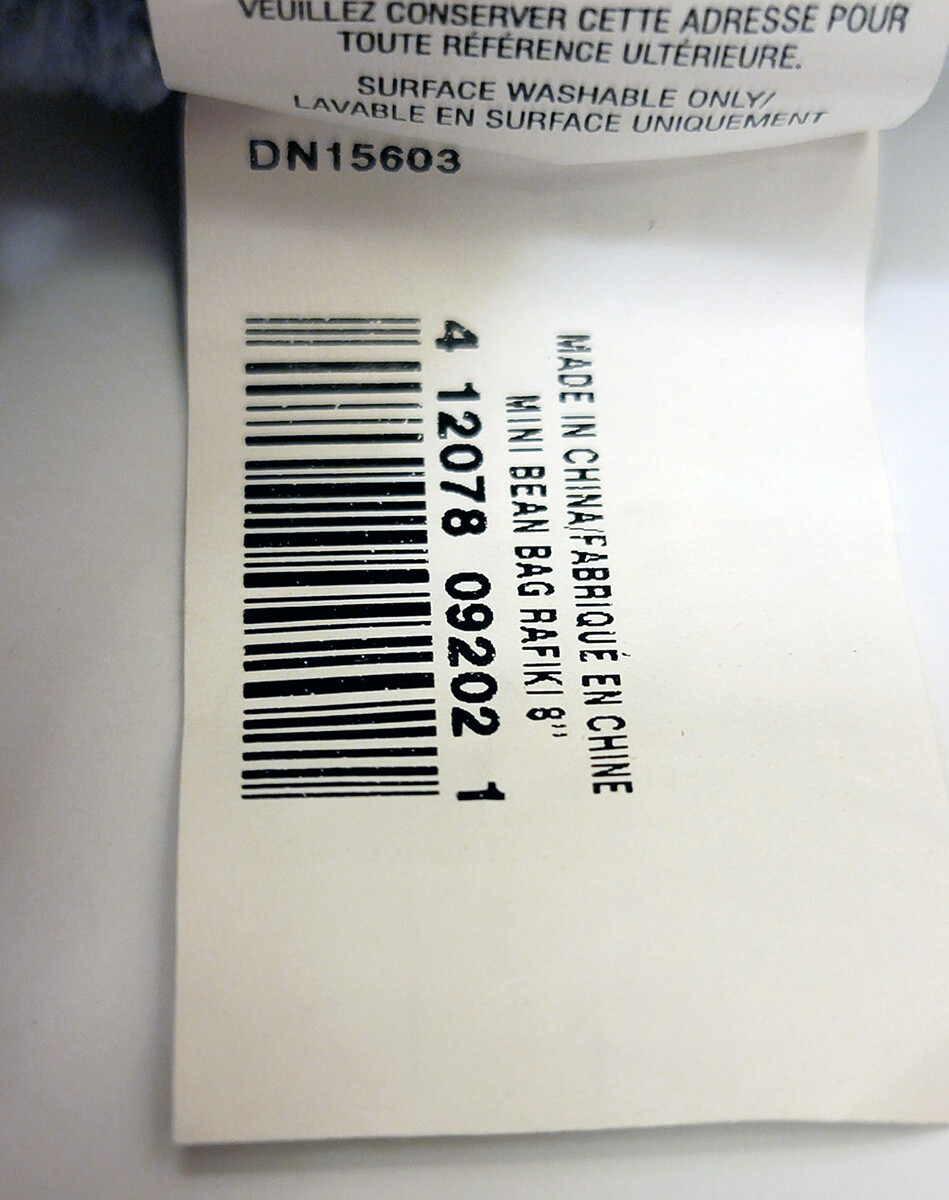 VEUILLEZ CONSERVER CETTE ADRESSE POUR
TOUTE RÉFÉRENCE ULTÉRIEURE.
SURFACE WASHABLE ONLY/
LAVABLE EN SURFACE UNIQUEMENT
DN15603
MADE IN CHINA/FABRIQUÉ EN CHINE
MINI BEAN BAG RAFIKI 8"
4 12078 09202 1